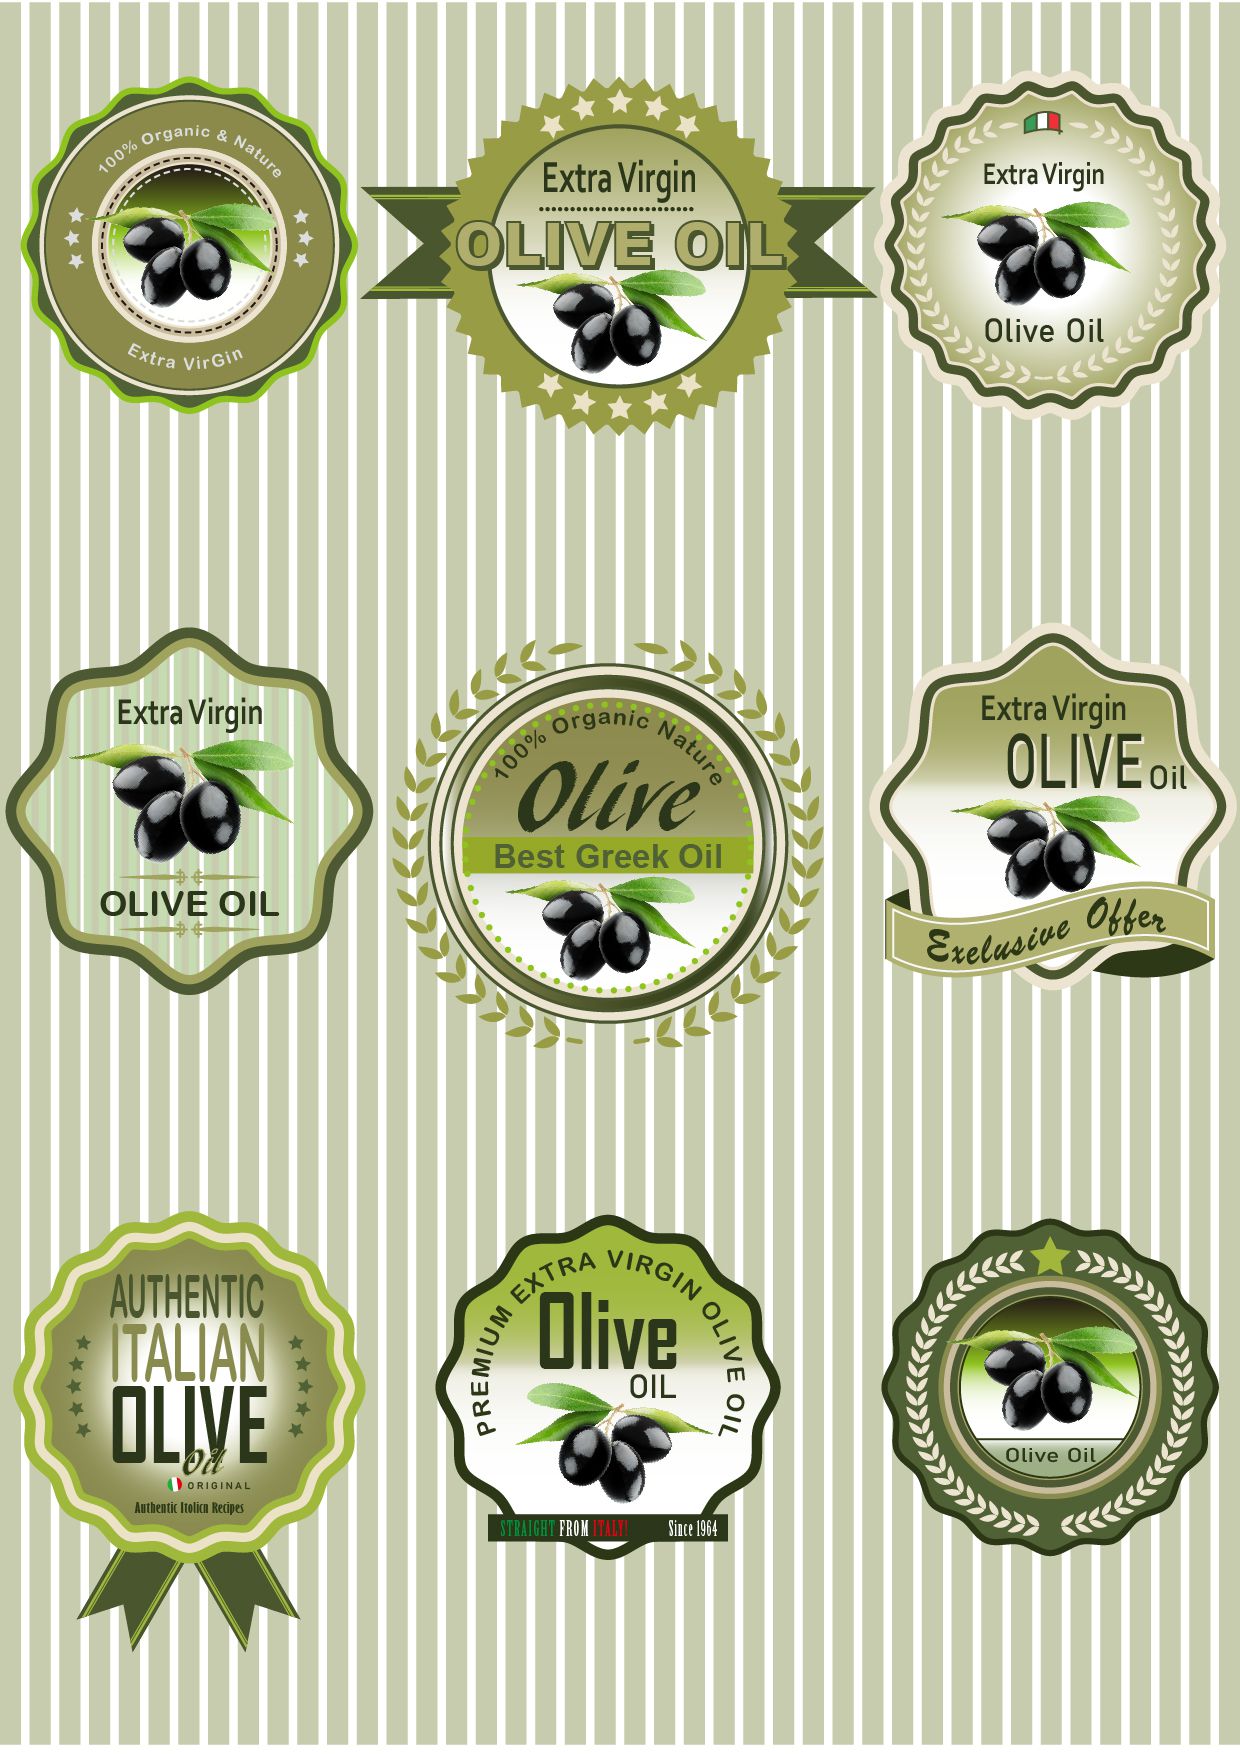 100% Organic & Nature
Extra VirGin
Extra Virgin
OLIVE OIL
Extra Virgin
Olive Oil
Extra Virgin
OLIVE OIL
100% Organic Nature
Olive
Best Greek Oil
Extra Virgin
OLIVE Oil
Exelusive Offer
AUTHENTIC
ITALIAN
OLIVE
Oil
ORIGINAL
Authentic Itolicn Recipes
PREMIUM EXTRA VIRGIN OLIVE OIL
Olive
OIL
STRAIGHT FROM ITALY! Since 1964
Olive Oil